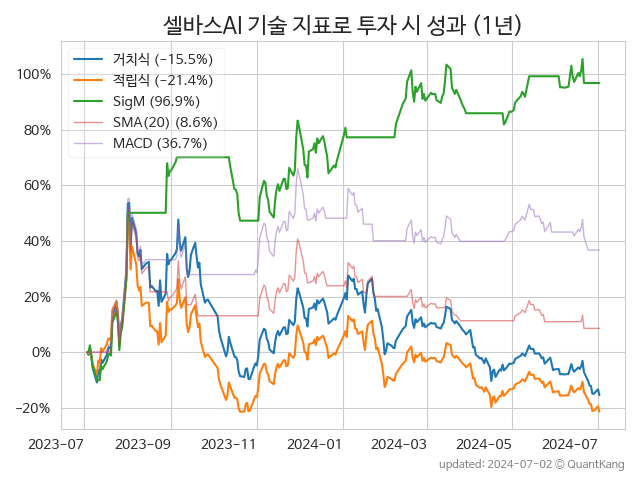 셀바스AI 기술 지표로 투자 시 성과 (1년)
거치식 (−15.5%)
적립식 (−21.4%)
SigM (96.9%)
SMA(20) (8.6%)
MACD (36.7%)
100%
80%
60%
40%
20%
0%
−20%
2023-07 2023-09 2023-11 2024-01 2024-03 2024-05 2024-07
updated: 2024-07-02 © QuantKang